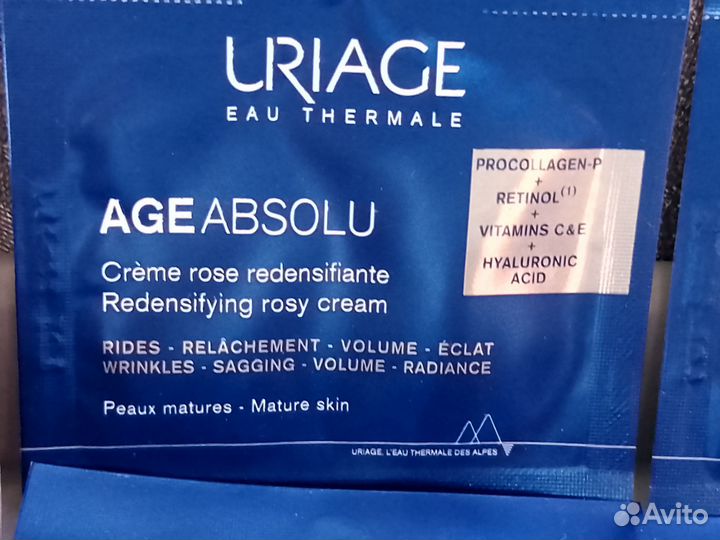 URIAGE
EAU THERMALE
PROCOLLAGEN-P
+
RETINOL(1)
+
VITAMINS C&E
+
HYALURONIC
ACID
AGE ABSOLU
Crème rose redensifiante
Redensifying rosy cream
RIDES - RELÂCHEMENT - VOLUME - ÉCLAT
WRINKLES - SAGGING - VOLUME - RADIANCE
Peaux matures - Mature skin
URIAGE, L'EAU THERMALE DES ALPES
Avito